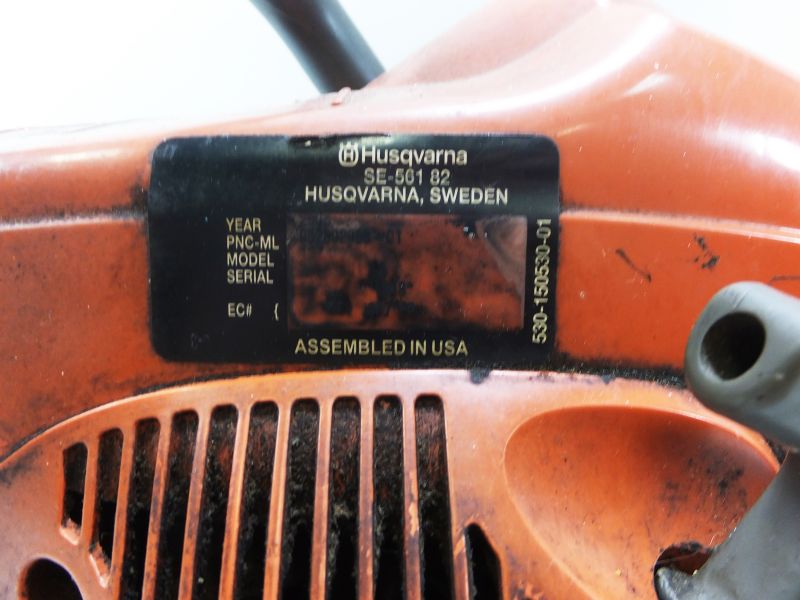 Husqvarna
SE-561 82
HUSQVARNA, SWEDEN
YEAR
PNC-ML
MODEL
SERIAL
EC# {
530-150530-01
ASSEMBLED IN USA